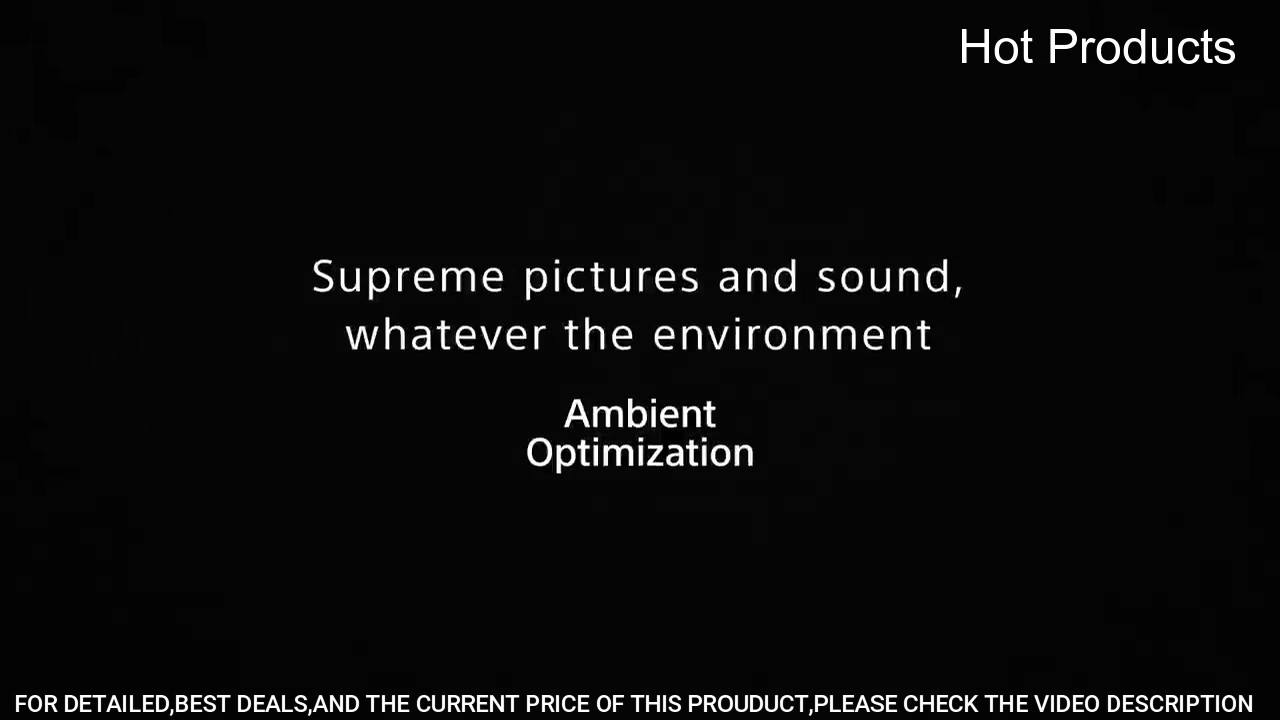 Hot Products
Supreme pictures and sound,
whatever the environment
Ambient
Optimization
FOR DETAILED,BEST DEALS,AND THE CURRENT PRICE OF THIS PROUDUCT,PLEASE CHECK THE VIDEO DESCRIPTION